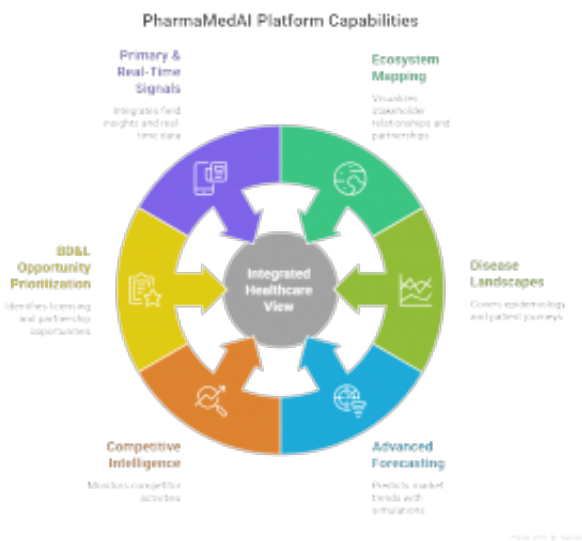 PharmaMedAI Platform Capabilities
Primary &
Real-Time
Signals
Integrates field
insights and real-
time data
Ecosystem
Mapping
Visualizes
stakeholder
relationships and
partnerships
BD&L
Opportunity
Prioritization
Identifies licensing
and partnership
opportunities
Integrated
Healthcare
View
Disease
Landscapes
Covers epidemiology
and patient journeys
Competitive
Intelligence
Monitors competitor
activities
Advanced
Forecasting
Predicts market
trends with
simulations